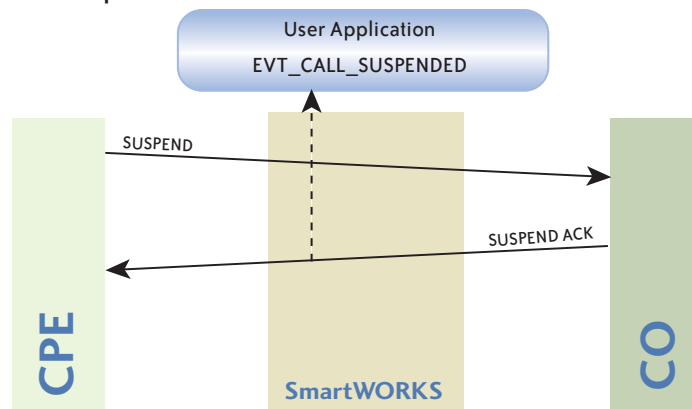 User Application
EVT_CALL_SUSPENDED
SUSPEND
SUSPEND ACK
CPE
SmartWORKS
CO